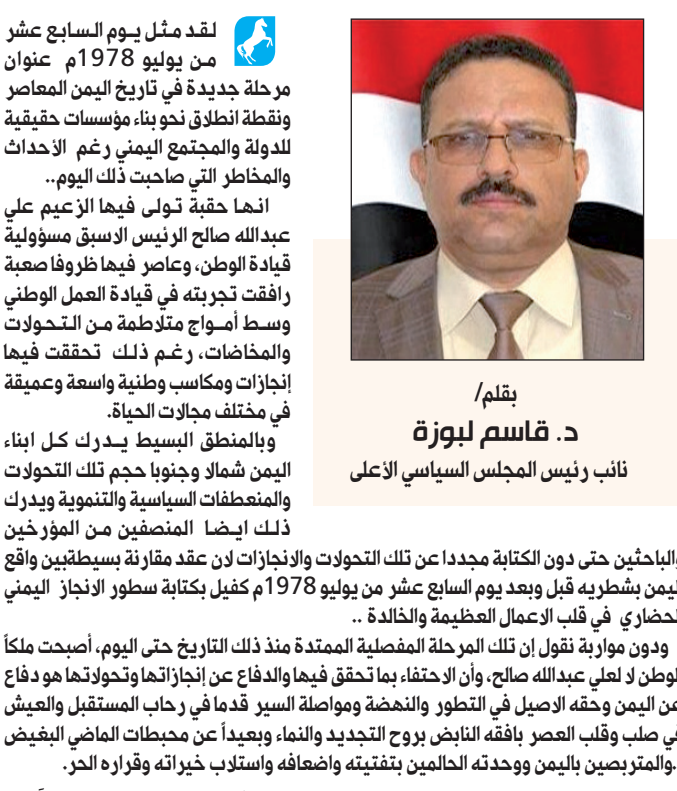 بقلم/
د. قاسم لبوزة
نائب رئيس المجلس السياسي الأعلى
لقد مثل يوم السابع عشر
من يوليو 1978م عنوان
مرحلة جديدة في تاريخ اليمن المعاصر
ونقطة انطلاق نحو بناء مؤسسات حقيقية
للدولة والمجتمع اليمني رغم الأحداث
والمخاطر التي صاحبت ذلك اليوم..
انها حقبة تولى فيها الزعيم علي
عبدالله صالح الرئيس الاسبق مسؤولية
قيادة الوطن، وعاصر فيها ظروفا صعبة
رافقت تجربته في قيادة العمل الوطني
وسط أمواج متلاطمة من التحولات
والمخاضات، رغم ذلك تحققت فيها
إنجازات ومكاسب وطنية واسعة وعميقة
في مختلف مجالات الحياة.
وبالمنطق البسيط يدرك كل ابناء
اليمن شمالا وجنوبا حجم تلك التحولات
والمنعطفات السياسية والتنموية ويدرك
ذلك ايضا المنصفين من المؤرخين
والباحثين حتى دون الكتابة مجددا عن تلك التحولات والانجازات لان عقد مقارنة بسيطةبين واقع
ليمن بشطريه قبل وبعد يوم السابع عشر من يوليو 1978م كفيل بكتابة سطور الانجاز اليمني
لحضاري في قلب الاعمال العظيمة والخالدة ..
ودون مواربة نقول إن تلك المرحلة المفصلية الممتدة منذ ذلك التاريخ حتى اليوم، أصبحت ملكاً
لوطن لا لعلي عبدالله صالح، وأن الاحتفاء بما تحقق فيها والدفاع عن إنجازاتها وتحولاتها هو دفاع
عن اليمن وحقه الاصيل في التطور والنهضة ومواصلة السير قدما في رحاب المستقبل والعيش
في صلب وقلب العصر بافقه النابض بروح التجديد والنماء وبعيداً عن محبطات الماضي البغيض
.والمتربصين باليمن ووحدته الحالمين بتفتيته واضعافه واستلاب خيراته وقراره الحر.